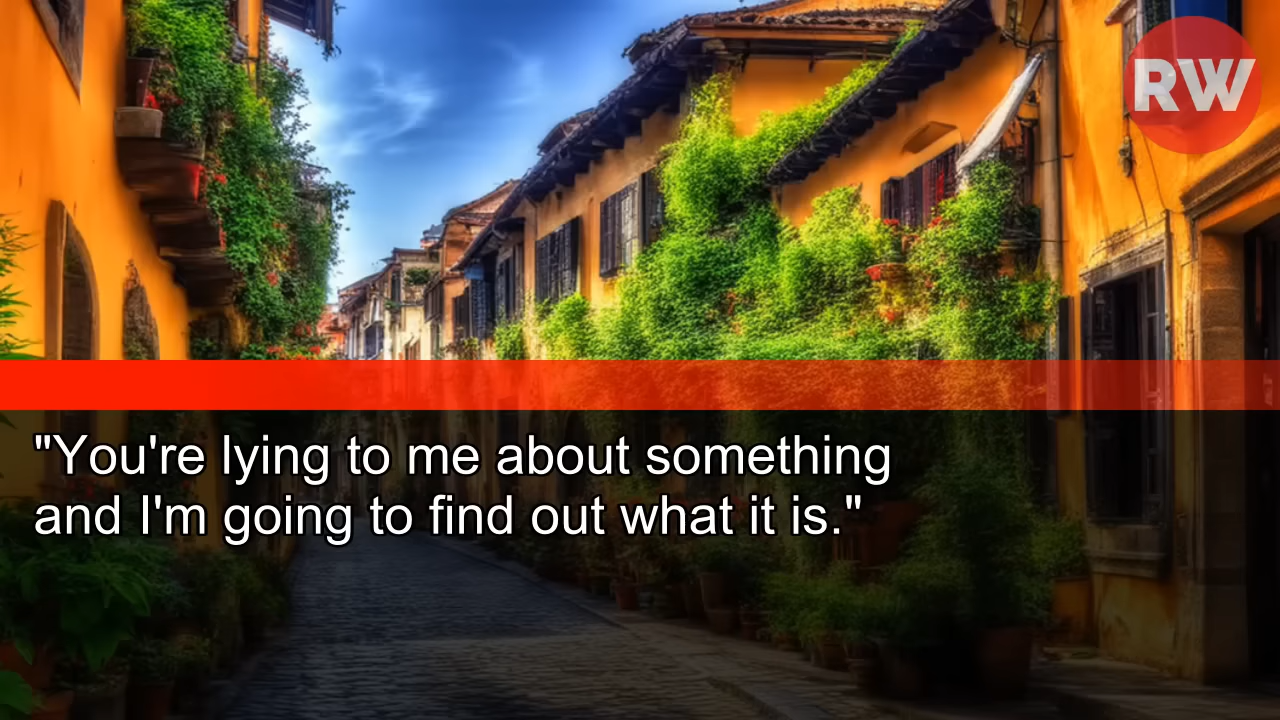 RW
"You're lying to me about something
and I'm going to find out what it is."